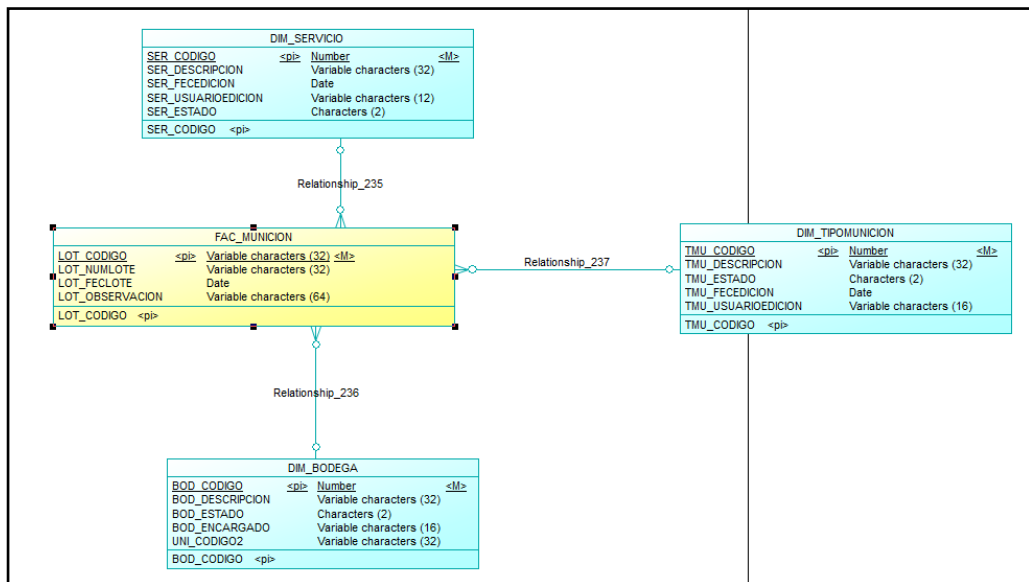 DIM_SERVICIO
SER_CODIGO <pi> Number <M>
SER_DESCRIPCION Variable characters (32)
SER_FECEDICION Date
SER_USUARIOEDICION Variable characters (12)
SER_ESTADO Characters (2)
SER_CODIGO <pi>
Relationship_235
FAC_MUNICION
LOT_CODIGO <pi> Variable characters (32) <M>
LOT_NUMLOTE Variable characters (32)
LOT_FECLOTE Date
LOT_OBSERVACION Variable characters (64)
LOT_CODIGO <pi>
Relationship_237
DIM_TIPOMUNICION
TMU_CODIGO <pi> Number <M>
TMU_DESCRIPCION Variable characters (32)
TMU_ESTADO Characters (2)
TMU_FECEDICION Date
TMU_USUARIOEDICION Variable characters (16)
TMU_CODIGO <pi>
Relationship_236
DIM_BODEGA
BOD_CODIGO <pi> Number <M>
BOD_DESCRIPCION Variable characters (32)
BOD_ESTADO Characters (2)
BOD_ENCARGADO Variable characters (16)
UNI_CODIGO2 Variable characters (32)
BOD_CODIGO <pi>